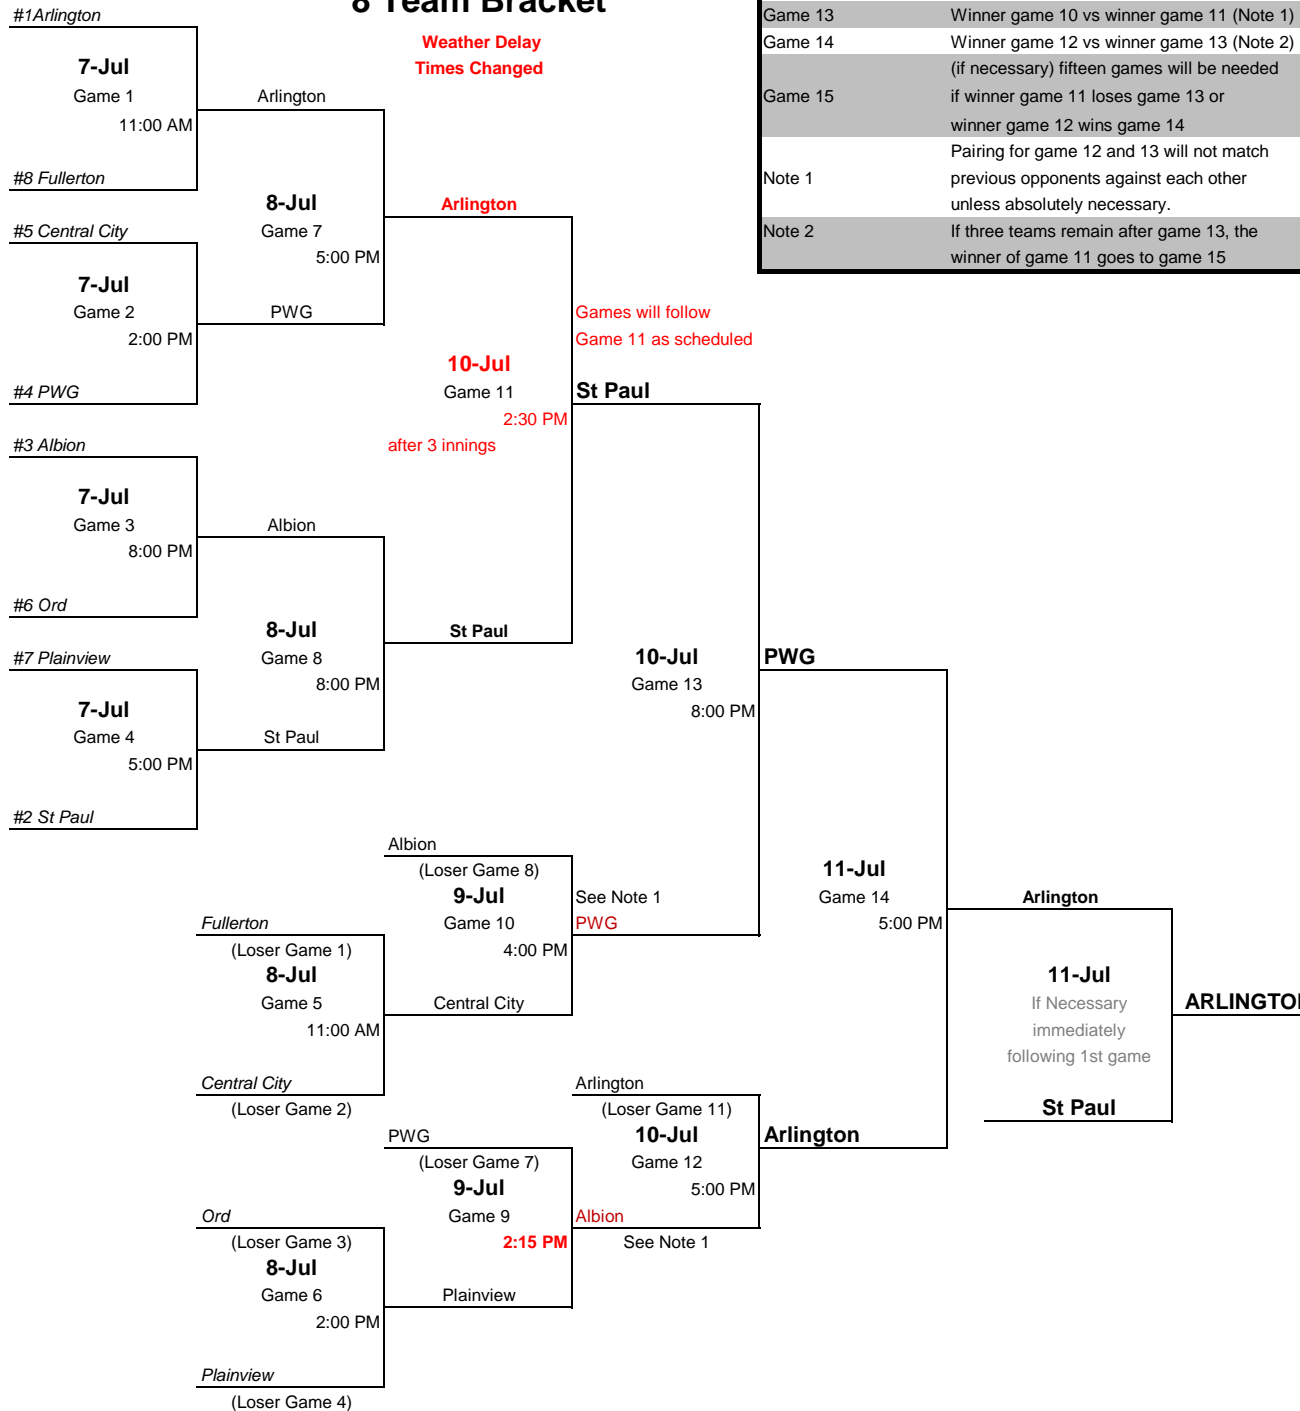 8 Team Bracket
Weather Delay
Times Changed
Game 13 Winner game 10 vs winner game 11 (Note 1)
Game 14 Winner game 12 vs winner game 13 (Note 2)
(if necessary) fifteen games will be needed
Game 15 if winner game 11 loses game 13 or
winner game 12 wins game 14
Pairing for game 12 and 13 will not match
Note 1 previous opponents against each other
unless absolutely necessary.
Note 2 If three teams remain after game 13, the
winner of game 11 goes to game 15
#1Arlington
7-Jul
Game 1
11:00 AM
#8 Fullerton
Arlington
#5 Central City
7-Jul
Game 2
2:00 PM
#4 PWG
PWG
8-Jul
Game 7
5:00 PM
Arlington
#3 Albion
7-Jul
Game 3
8:00 PM
#6 Ord
Albion
#7 Plainview
7-Jul
Game 4
5:00 PM
#2 St Paul
St Paul
8-Jul
Game 8
8:00 PM
St Paul
10-Jul
Game 11
2:30 PM
after 3 innings
Games will follow
Game 11 as scheduled
St Paul
10-Jul
Game 13
8:00 PM
PWG
Albion
(Loser Game 8)
9-Jul
Game 10
4:00 PM
See Note 1
PWG
Fullerton
(Loser Game 1)
8-Jul
Game 5
11:00 AM
Central City
Central City
(Loser Game 2)
11-Jul
Game 14
5:00 PM
Arlington
11-Jul
If Necessary
immediately
following 1st game
St Paul
Arlington
(Loser Game 11)
10-Jul
Game 12
5:00 PM
Arlington
PWG
(Loser Game 7)
9-Jul
Game 9
2:15 PM
Albion
See Note 1
Ord
(Loser Game 3)
8-Jul
Game 6
2:00 PM
Plainview
Plainview
(Loser Game 4)